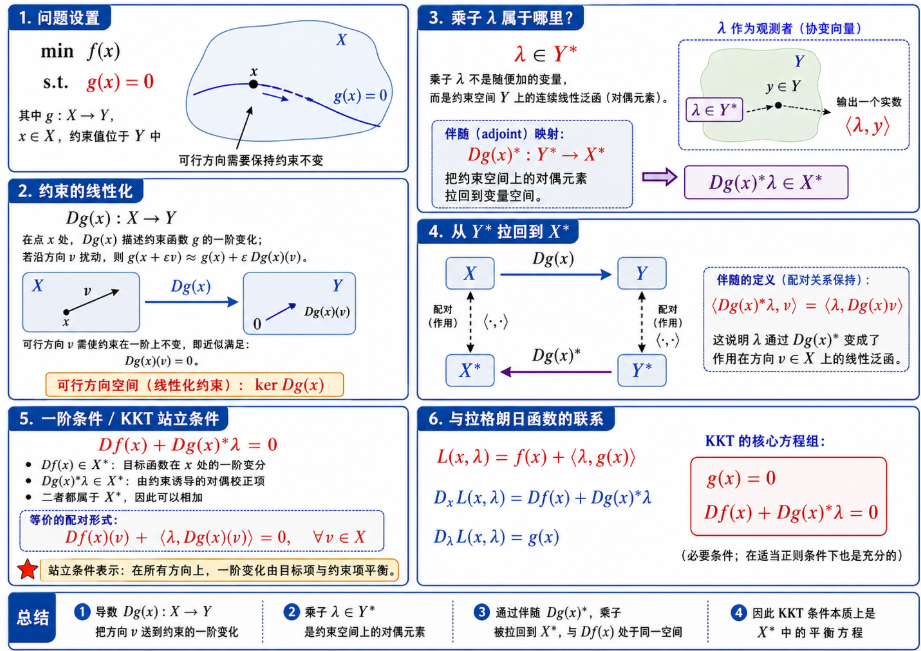 1. 问题设置
min f(x)
s.t. g(x) = 0
其中 g : X → Y,
x ∈ X，约束值位于 Y 中
X
x
g(x) = 0
可行方向需要保持约束不变
2. 约束的线性化
Dg(x) : X → Y
在点 x 处，Dg(x) 描述约束函数 g 的一阶变化；
若沿方向 v 扰动，则 g(x + εv) ≈ g(x) + ε Dg(x)(v)。
X
v
x
Dg(x)
Y
0
Dg(x)(v)
可行方向 v 需使约束在一阶上不变，即近似满足：
Dg(x)(v) = 0。
可行方向空间（线性化约束）：ker Dg(x)
3. 乘子 λ 属于哪里？
λ ∈ Y*
乘子 λ 不是随便加的变量，
而是约束空间 Y 上的连续线性泛函（对偶元素）。
λ 作为观测者（协变向量）
Y
y ∈ Y
λ ∈ Y*
输出一个实数
⟨λ, y⟩
伴随（adjoint）映射：
Dg(x)* : Y* → X*
把约束空间上的对偶元素
拉回到变量空间。
Dg(x)*λ ∈ X*
4. 从 Y* 拉回到 X*
X
Dg(x)
Y
配对
（作用）
⟨·,·⟩
配对
（作用）
⟨·,·⟩
X*
Dg(x)*
Y*
伴随的定义（配对关系保持）：
⟨Dg(x)*λ, v⟩ = ⟨λ, Dg(x)v⟩
这说明 λ 通过 Dg(x)* 变成了
作用在方向 v ∈ X 上的线性泛函。
5. 一阶条件 / KKT 站立条件
Df(x) + Dg(x)*λ = 0
• Df(x) ∈ X*：目标函数在 x 处的一阶变分
• Dg(x)*λ ∈ X*：由约束诱导的对偶校正项
• 二者都属于 X*，因此可以相加
等价的配对形式：
Df(x)(v) + ⟨λ, Dg(x)(v)⟩ = 0, ∀v ∈ X
站立条件表示：在所有方向上，一阶变化由目标项与约束项平衡。
6. 与拉格朗日函数的联系
L(x, λ) = f(x) + ⟨λ, g(x)⟩
DₓL(x, λ) = Df(x) + Dg(x)*λ
D_λL(x, λ) = g(x)
KKT 的核心方程组：
g(x) = 0
Df(x) + Dg(x)*λ = 0
（必要条件；在适当正则条件下也是充分的）
总结
1 导数 Dg(x) : X → Y
把方向 v 送到约束的一阶变化
2 乘子 λ ∈ Y*
是约束空间上的对偶元素
3 通过伴随 Dg(x)*，乘子
被拉回到 X*，与 Df(x) 处于同一空间
4 因此 KKT 条件本质上是
X* 中的平衡方程